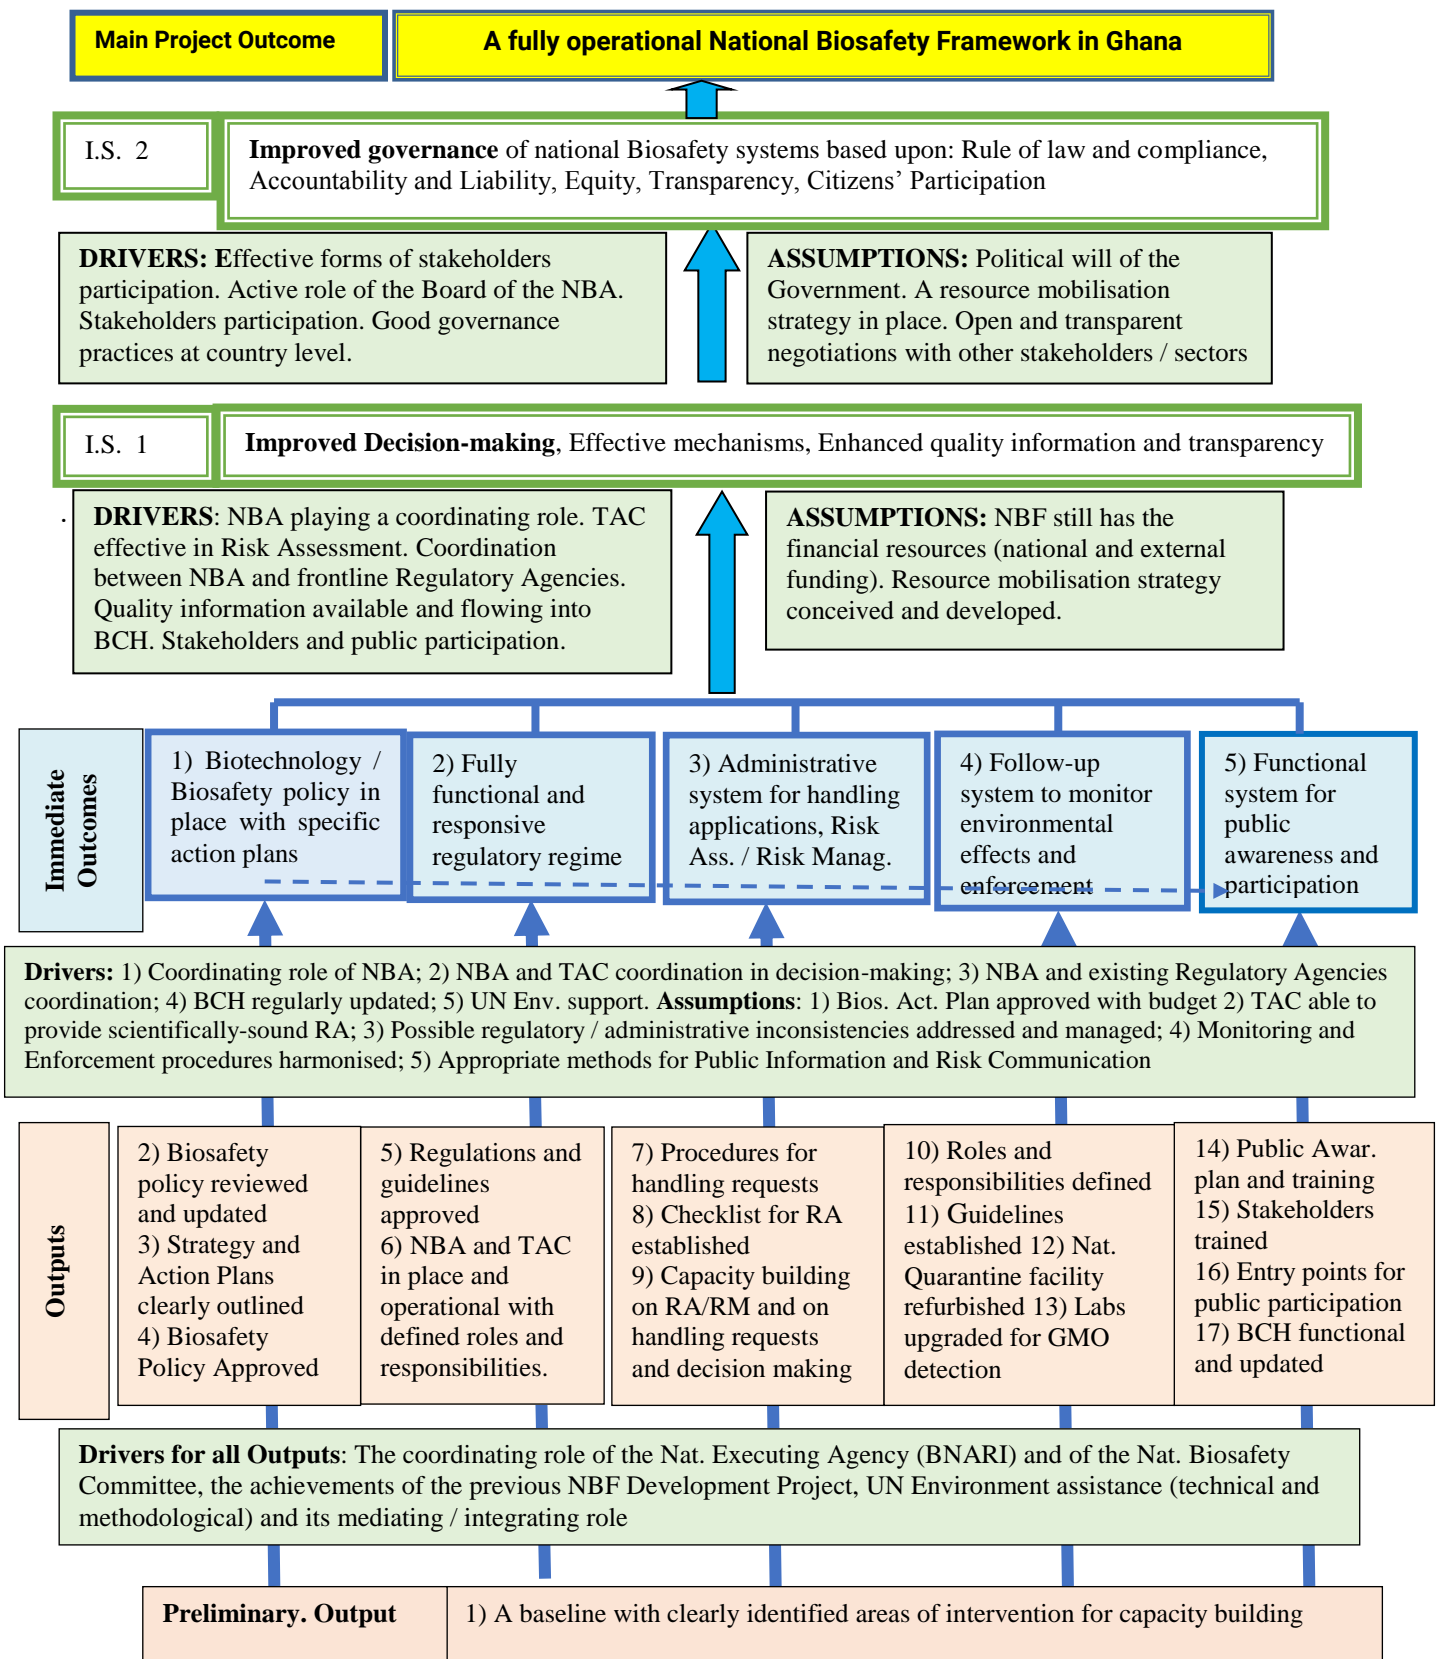 Main Project Outcome
A fully operational National Biosafety Framework in Ghana
I.S. 2
Improved governance of national Biosafety systems based upon: Rule of law and compliance,
Accountability and Liability, Equity, Transparency, Citizens’ Participation
DRIVERS: Effective forms of stakeholders
participation. Active role of the Board of the NBA.
Stakeholders participation. Good governance
practices at country level.
ASSUMPTIONS: Political will of the
Government. A resource mobilisation
strategy in place. Open and transparent
negotiations with other stakeholders / sectors
I.S. 1
Improved Decision-making, Effective mechanisms, Enhanced quality information and transparency
.
DRIVERS: NBA playing a coordinating role. TAC
effective in Risk Assessment. Coordination
between NBA and frontline Regulatory Agencies.
Quality information available and flowing into
BCH. Stakeholders and public participation.
ASSUMPTIONS: NBF still has the
financial resources (national and external
funding). Resource mobilisation strategy
conceived and developed.
Immediate
Outcomes
1) Biotechnology /
Biosafety policy in
place with specific
action plans
2) Fully
functional and
responsive
regulatory regime
3) Administrative
system for handling
applications, Risk
Ass. / Risk Manag.
4) Follow-up
system to monitor
environmental
effects and
enforcement
5) Functional
system for
public
awareness and
participation
Drivers: 1) Coordinating role of NBA; 2) NBA and TAC coordination in decision-making; 3) NBA and existing Regulatory Agencies
coordination; 4) BCH regularly updated; 5) UN Env. support. Assumptions: 1) Bios. Act. Plan approved with budget 2) TAC able to
provide scientifically-sound RA; 3) Possible regulatory / administrative inconsistencies addressed and managed; 4) Monitoring and
Enforcement procedures harmonised; 5) Appropriate methods for Public Information and Risk Communication
Outputs
2) Biosafety
policy reviewed
and updated
3) Strategy and
Action Plans
clearly outlined
4) Biosafety
Policy Approved
5) Regulations and
guidelines
approved
6) NBA and TAC
in place and
operational with
defined roles and
responsibilities.
7) Procedures for
handling requests
8) Checklist for RA
established
9) Capacity building
on RA/RM and on
handling requests
and decision making
10) Roles and
responsibilities defined
11) Guidelines
established 12) Nat.
Quarantine facility
refurbished 13) Labs
upgraded for GMO
detection
14) Public Awar.
plan and training
15) Stakeholders
trained
16) Entry points for
public participation
17) BCH functional
and updated
Drivers for all Outputs: The coordinating role of the Nat. Executing Agency (BNARI) and of the Nat. Biosafety
Committee, the achievements of the previous NBF Development Project, UN Environment assistance (technical and
methodological) and its mediating / integrating role
Preliminary. Output
1) A baseline with clearly identified areas of intervention for capacity building